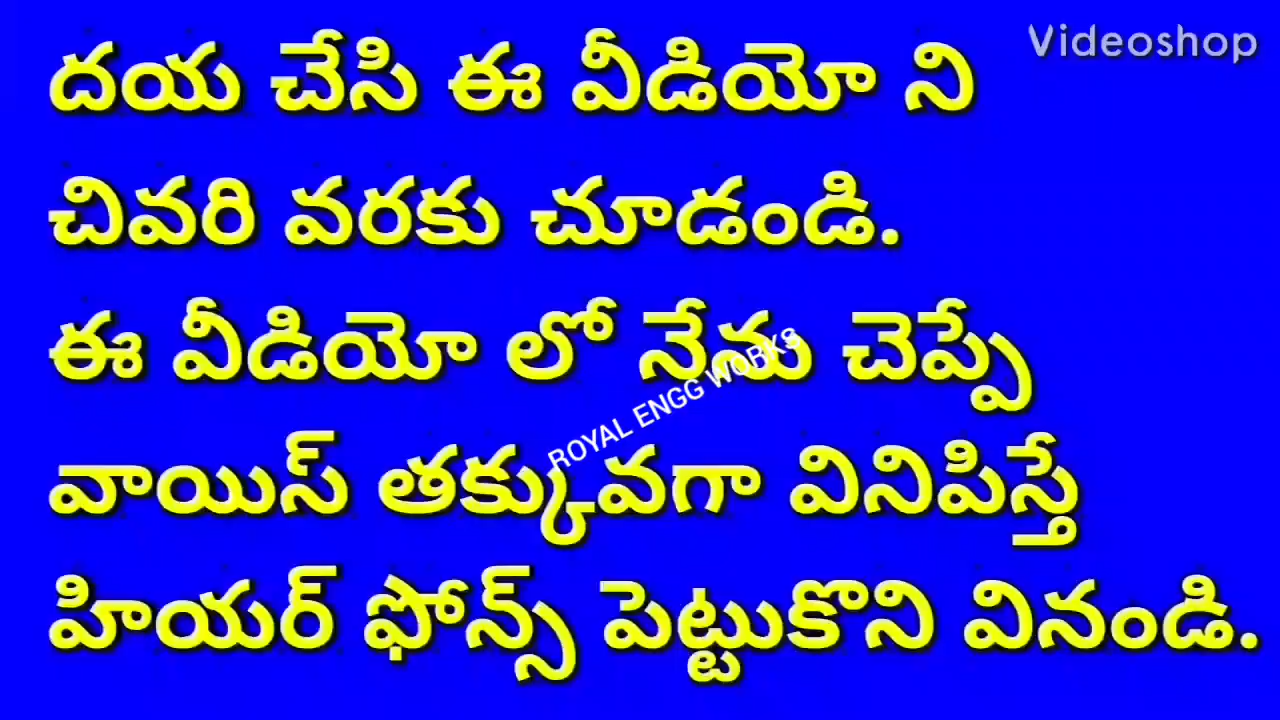 Videoshop
దయ చేసి ఈ వీడియో ని
చివరి వరకు చూడండి.
ఈ వీడియో లో నేను చెప్పే
వాయిస్ తక్కువగా వినిపిస్తే
హియర్ ఫోన్స్ పెట్టుకొని వినండి.
ROYAL ENGG WORKS